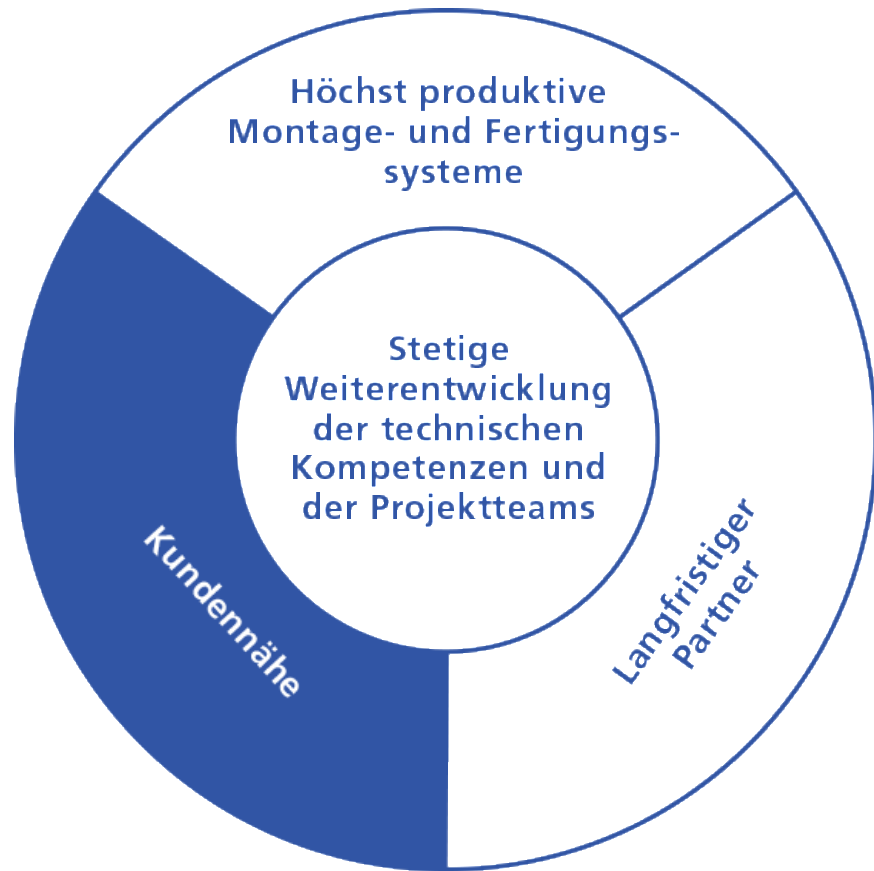 Höchst produktive
Montage- und Fertigungs-
systeme
Stetige
Weiterentwicklung
der technischen
Kompetenzen und
der Projektteams
Kundennähe
Langfristiger
Partner